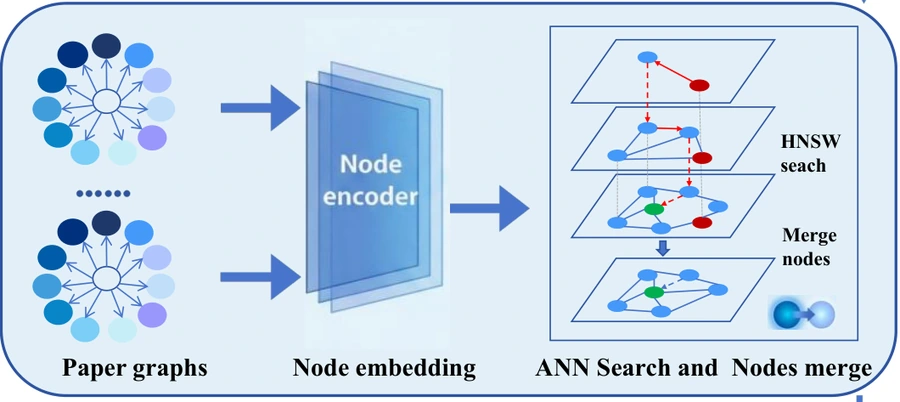 Node
encoder
HNSW
seach
Merge
nodes
Paper graphs
Node embedding
ANN Search and Nodes merge